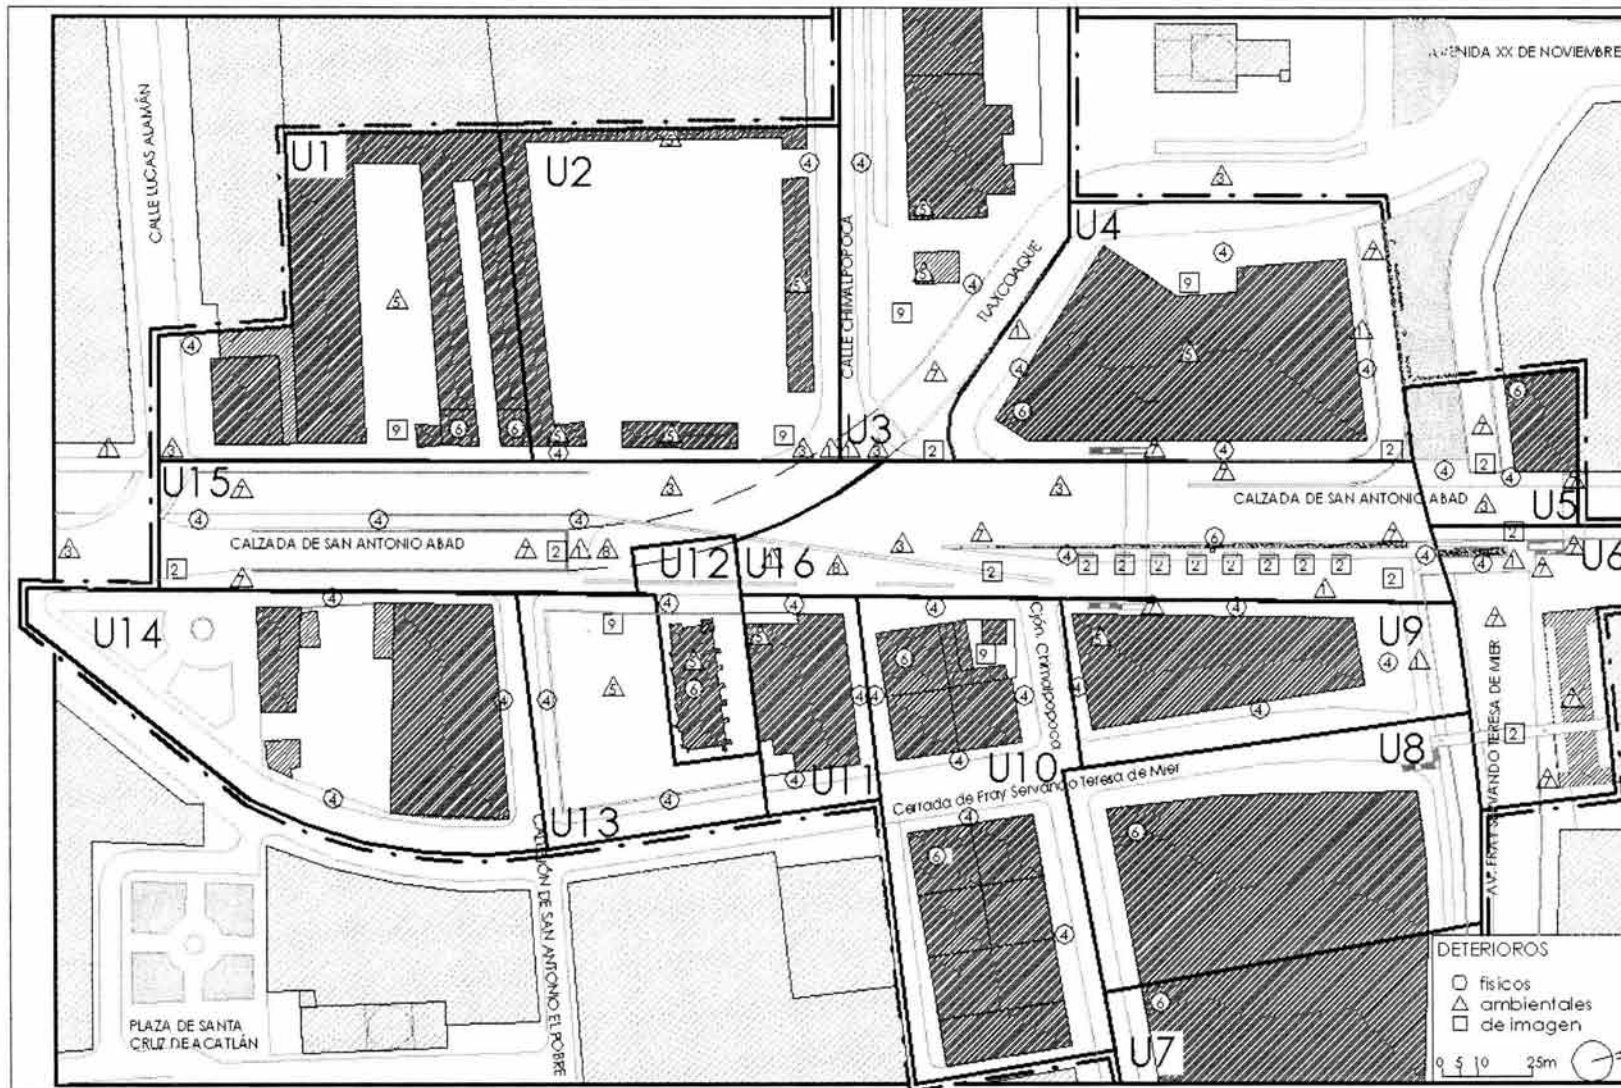 AVENIDA XX DE NOVIEMBRE
CALLE LUCAS ALAMÁN
U1
U2
CALLE CHIMALPOPOCA
TLAXCOAQUE
U4
U3
U15
CALZADA DE SAN ANTONIO ABAD
CALZADA DE SAN ANTONIO ABAD
U5
U6
U12
U16
U14
U9
Cjón Chimalpopoca
AV. FRAY SERVANDO TERESA DE MIER
U8
U10
U11
Cerrada de Fray Servando Teresa de Mier
U13
CALLEJÓN DE SAN ANTONIO EL POBRE
PLAZA DE SANTA
CRUZ DE ACATLÁN
U7
DETERIOROS
físicos
ambientales
de imagen
0 5 10 25m